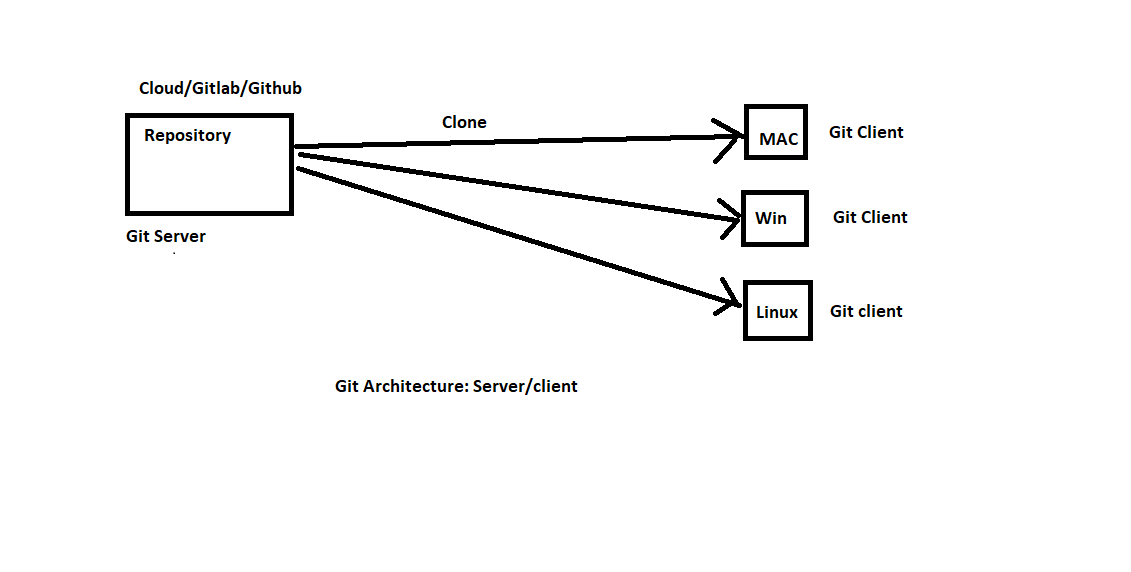 Cloud/Gitlab/Github
Repository
Git Server
Clone
MAC
Git Client
Win
Git Client
Linux
Git client
Git Architecture: Server/client